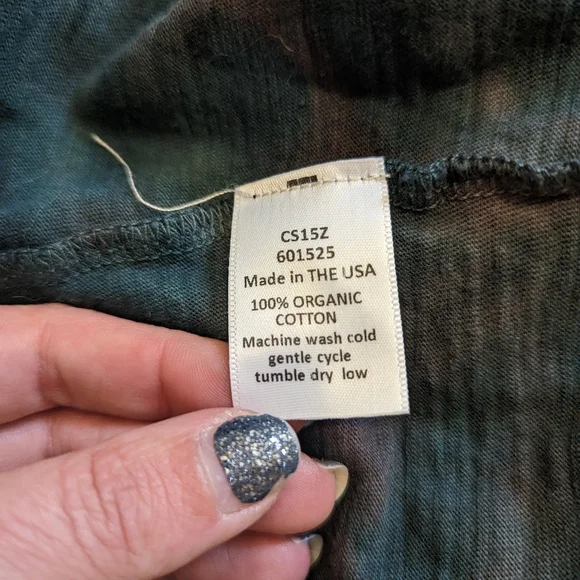 CS15Z
601525
Made in THE USA
100% ORGANIC
COTTON
Machine wash cold
gentle cycle
tumble dry low